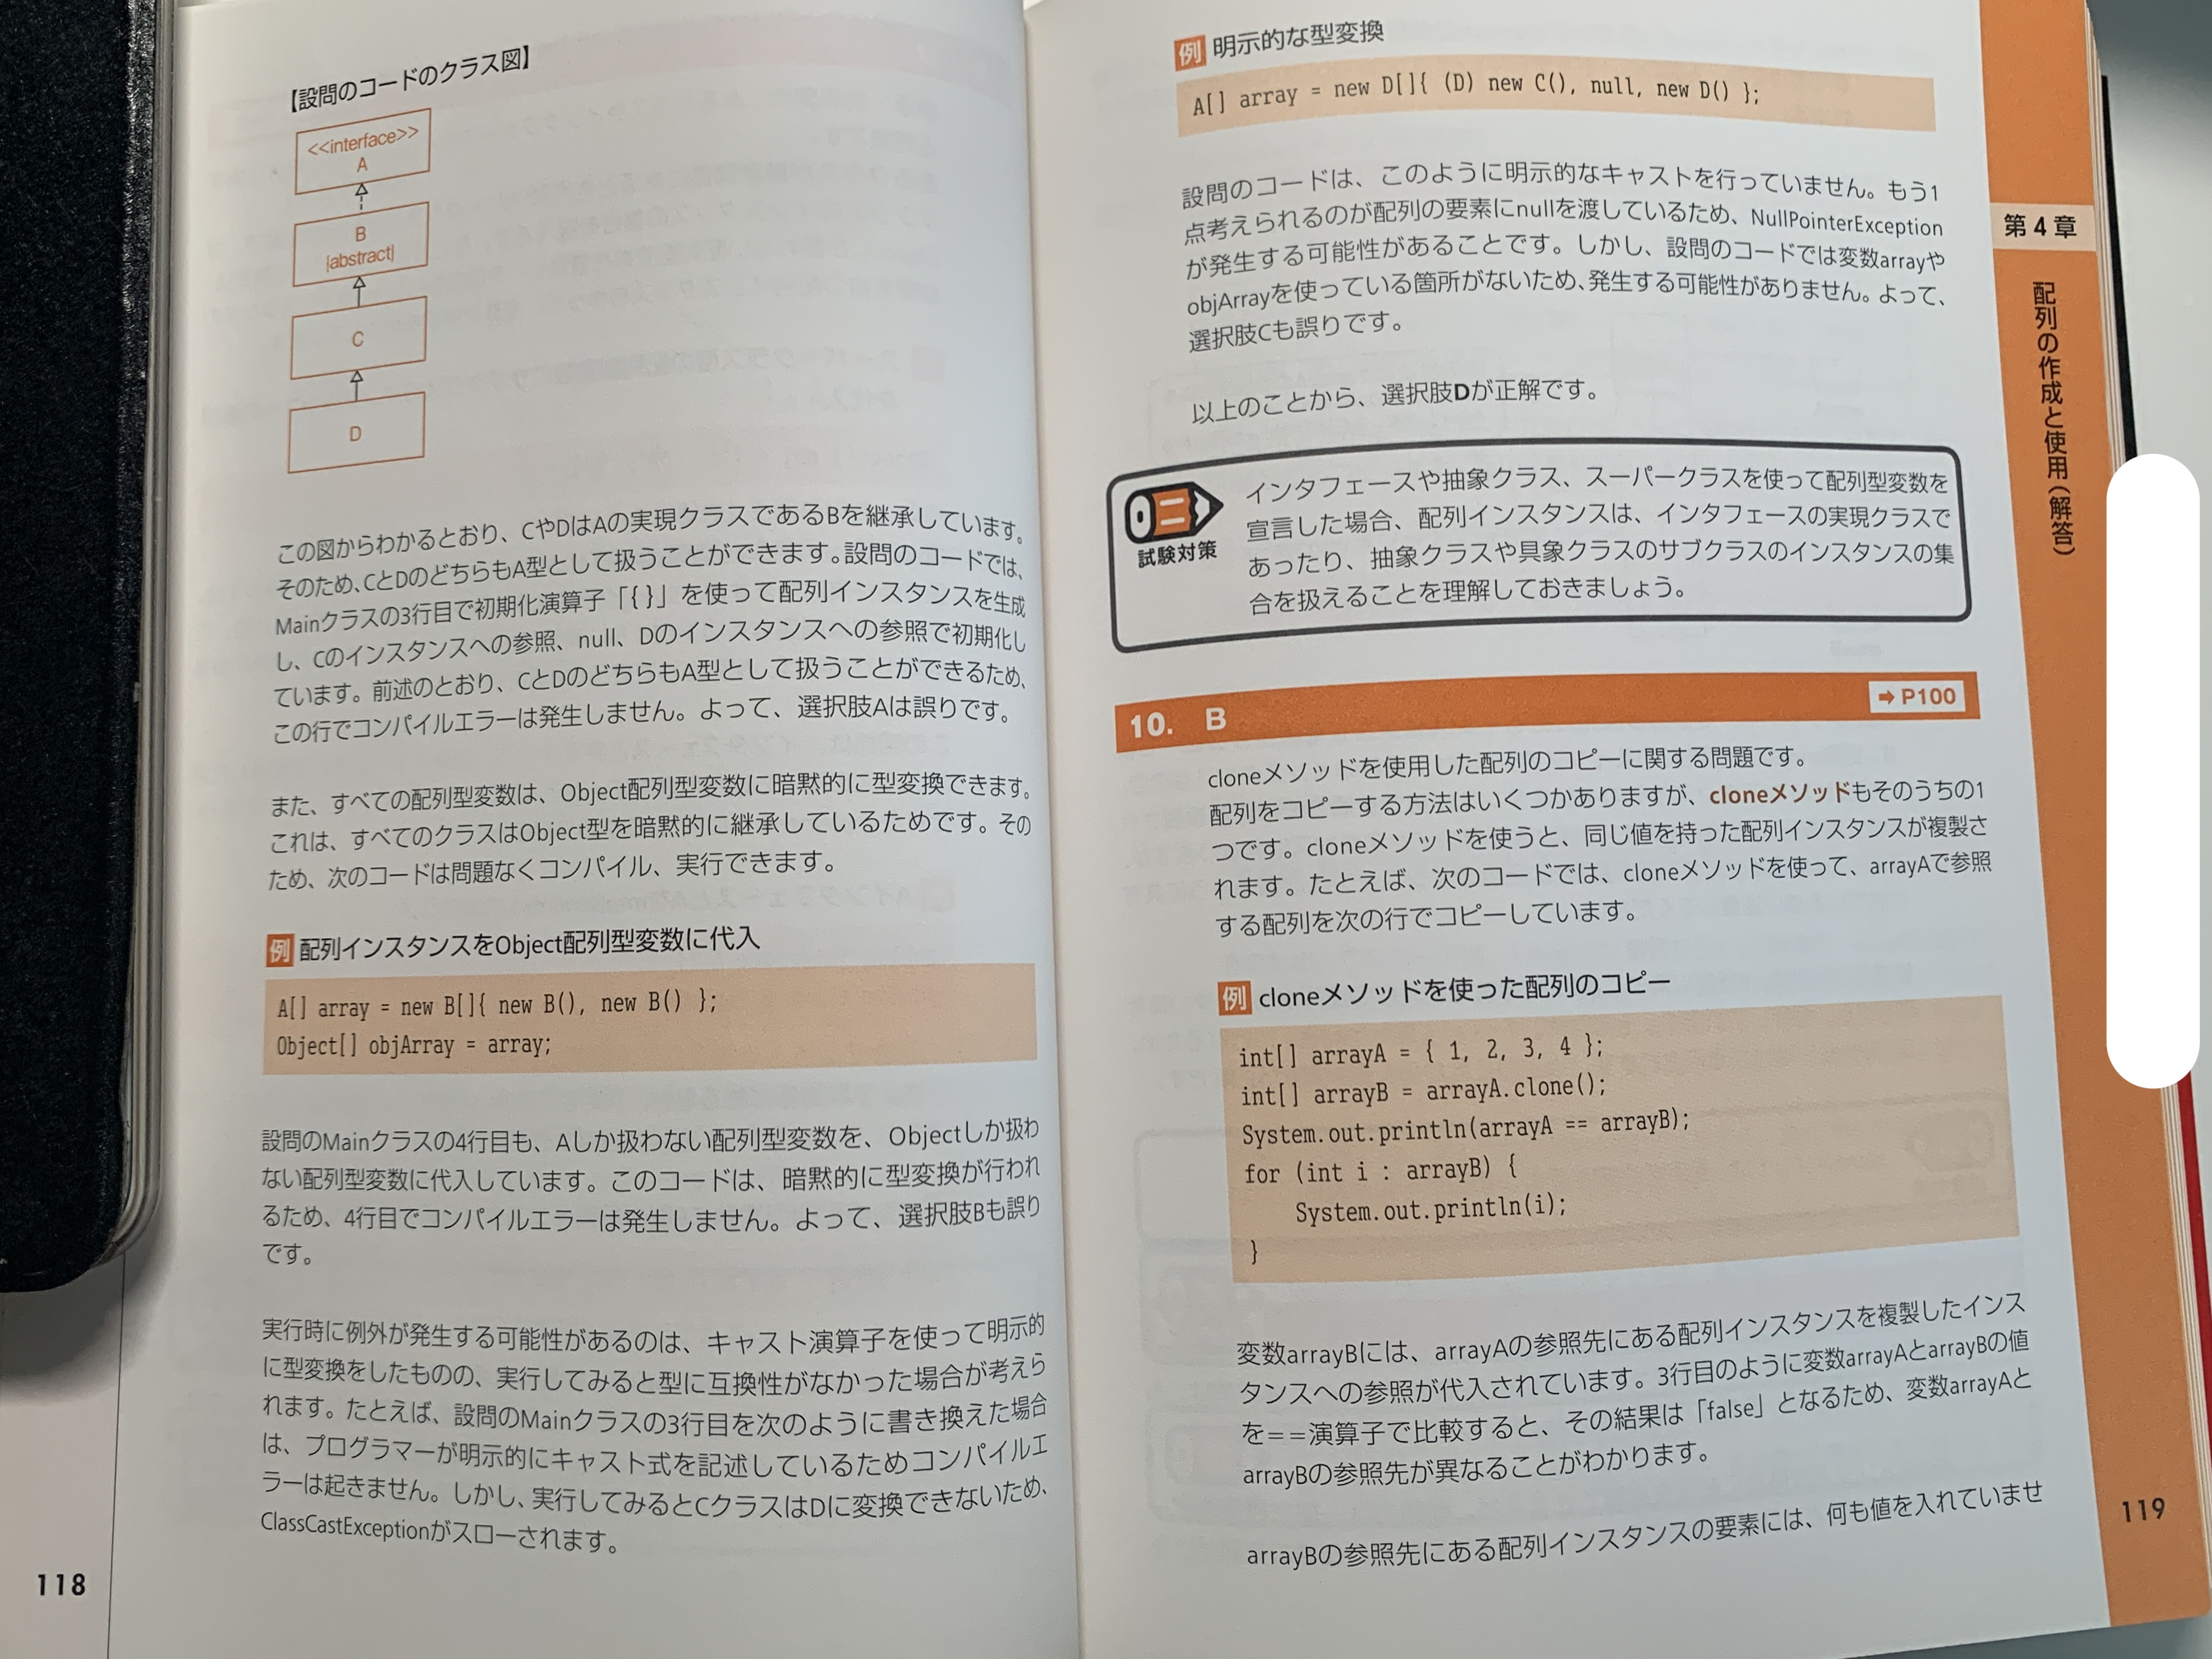 【設問のコードのクラス図】
<<interface>>
A
B
{abstract}
C
D
この図からわかるとおり、CやDはAの実現クラスであるBを継承しています。
そのため、CとDのどちらもA型として扱うことができます。設問のコードでは、
Mainクラスの3行目で初期化演算子「{ }」を使って配列インスタンスを生成
し、Cのインスタンスへの参照、null、Dのインスタンスへの参照で初期化し
ています。前述のとおり、CとDのどちらもA型として扱うことができるため、
この行でコンパイルエラーは発生しません。よって、選択肢Aは誤りです。
また、すべての配列型変数は、Object配列型変数に暗黙的に型変換できます。
これは、すべてのクラスはObject型を暗黙的に継承しているためです。その
ため、次のコードは問題なくコンパイル、実行できます。
例 配列インスタンスをObject配列型変数に代入
A[] array = new B[]{ new B(), new B() };
Object[] objArray = array;
設問のMainクラスの4行目も、Aしか扱わない配列型変数を、Objectしか扱わ
ない配列型変数に代入しています。このコードは、暗黙的に型変換が行われ
るため、4行目でコンパイルエラーは発生しません。よって、選択肢Bも誤り
です。
実行時に例外が発生する可能性があるのは、キャスト演算子を使って明示的
に型変換をしたものの、実行してみると型に互換性がなかった場合が考えら
れます。たとえば、設問のMainクラスの3行目を次のように書き換えた場合
は、プログラマーが明示的にキャスト式を記述しているためコンパイルエ
ラーは起きません。しかし、実行してみるとCクラスはDに変換できないため、
ClassCastExceptionがスローされます。
118
例 明示的な型変換
A[] array = new D[]{ (D) new C(), null, new D() };
設問のコードは、このように明示的なキャストを行っていません。もう1
点考えられるのが配列の要素にnullを渡しているため、NullPointerException
が発生する可能性があることです。しかし、設問のコードでは変数arrayや
objArrayを使っている箇所がないため、発生する可能性がありません。よって、
選択肢Cも誤りです。
以上のことから、選択肢Dが正解です。
試験対策
インタフェースや抽象クラス、スーパークラスを使って配列型変数を
宣言した場合、配列インスタンスは、インタフェースの実現クラスで
あったり、抽象クラスや具象クラスのサブクラスのインスタンスの集
合を扱えることを理解しておきましょう。
10. B
➡ P100
cloneメソッドを使用した配列のコピーに関する問題です。
配列をコピーする方法はいくつかありますが、cloneメソッドもそのうちの1
つです。cloneメソッドを使うと、同じ値を持った配列インスタンスが複製さ
れます。たとえば、次のコードでは、cloneメソッドを使って、arrayAで参照
する配列を次の行でコピーしています。
例 cloneメソッドを使った配列のコピー
int[] arrayA = { 1, 2, 3, 4 };
int[] arrayB = arrayA.clone();
System.out.println(arrayA == arrayB);
for (int i : arrayB) {
    System.out.println(i);
}
変数arrayBには、arrayAの参照先にある配列インスタンスを複製したインス
タンスへの参照が代入されています。3行目のように変数arrayAとarrayBの値
を==演算子で比較すると、その結果は「false」となるため、変数arrayAと
arrayBの参照先が異なることがわかります。
arrayBの参照先にある配列インスタンスの要素には、何も値を入れていませ
第4章
配列の作成と使用（解答）
119